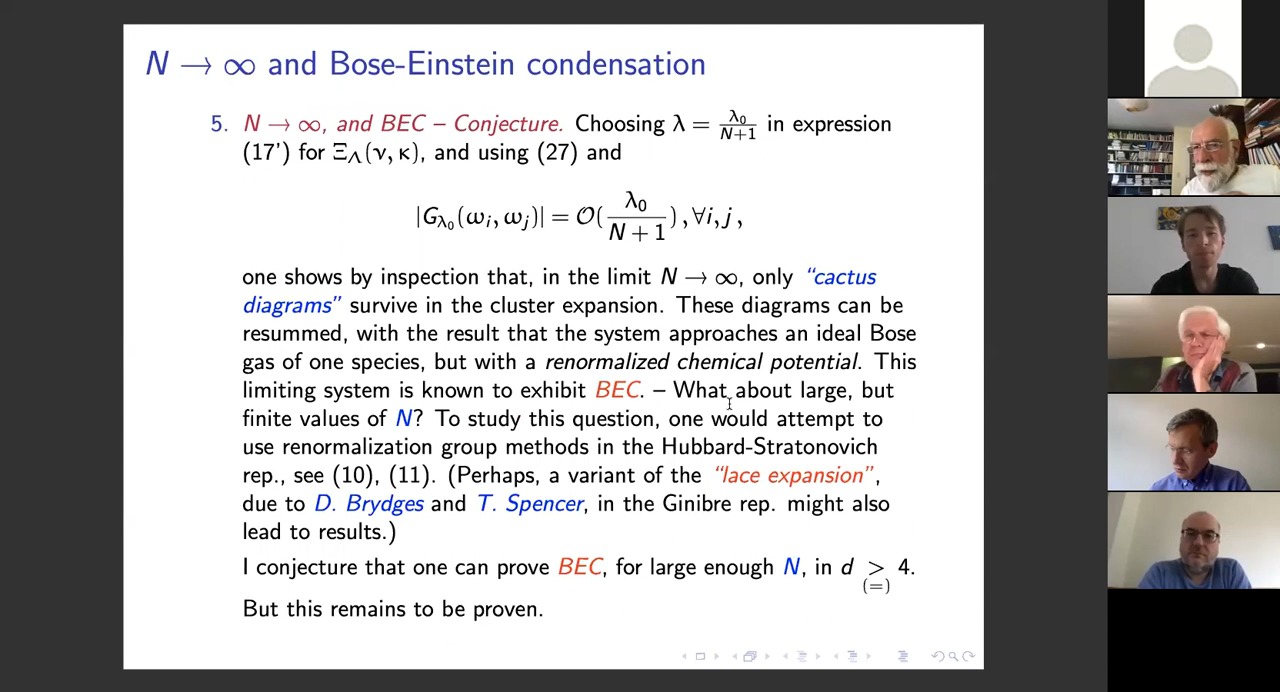 N → ∞ and Bose-Einstein condensation
5. N → ∞, and BEC – Conjecture. Choosing λ = λ₀/(N+1) in expression
(17') for Ξ_Λ(ν, κ), and using (27) and
|G_λ₀(ω_i, ω_j)| = O(λ₀/(N + 1)), ∀i, j,
one shows by inspection that, in the limit N → ∞, only “cactus
diagrams” survive in the cluster expansion. These diagrams can be
resummed, with the result that the system approaches an ideal Bose
gas of one species, but with a renormalized chemical potential. This
limiting system is known to exhibit BEC. – What about large, but
finite values of N? To study this question, one would attempt to
use renormalization group methods in the Hubbard-Stratonovich
rep., see (10), (11). (Perhaps, a variant of the “lace expansion”,
due to D. Brydges and T. Spencer, in the Ginibre rep. might also
lead to results.)
I conjecture that one can prove BEC, for large enough N, in d > 4.
(=)
But this remains to be proven.